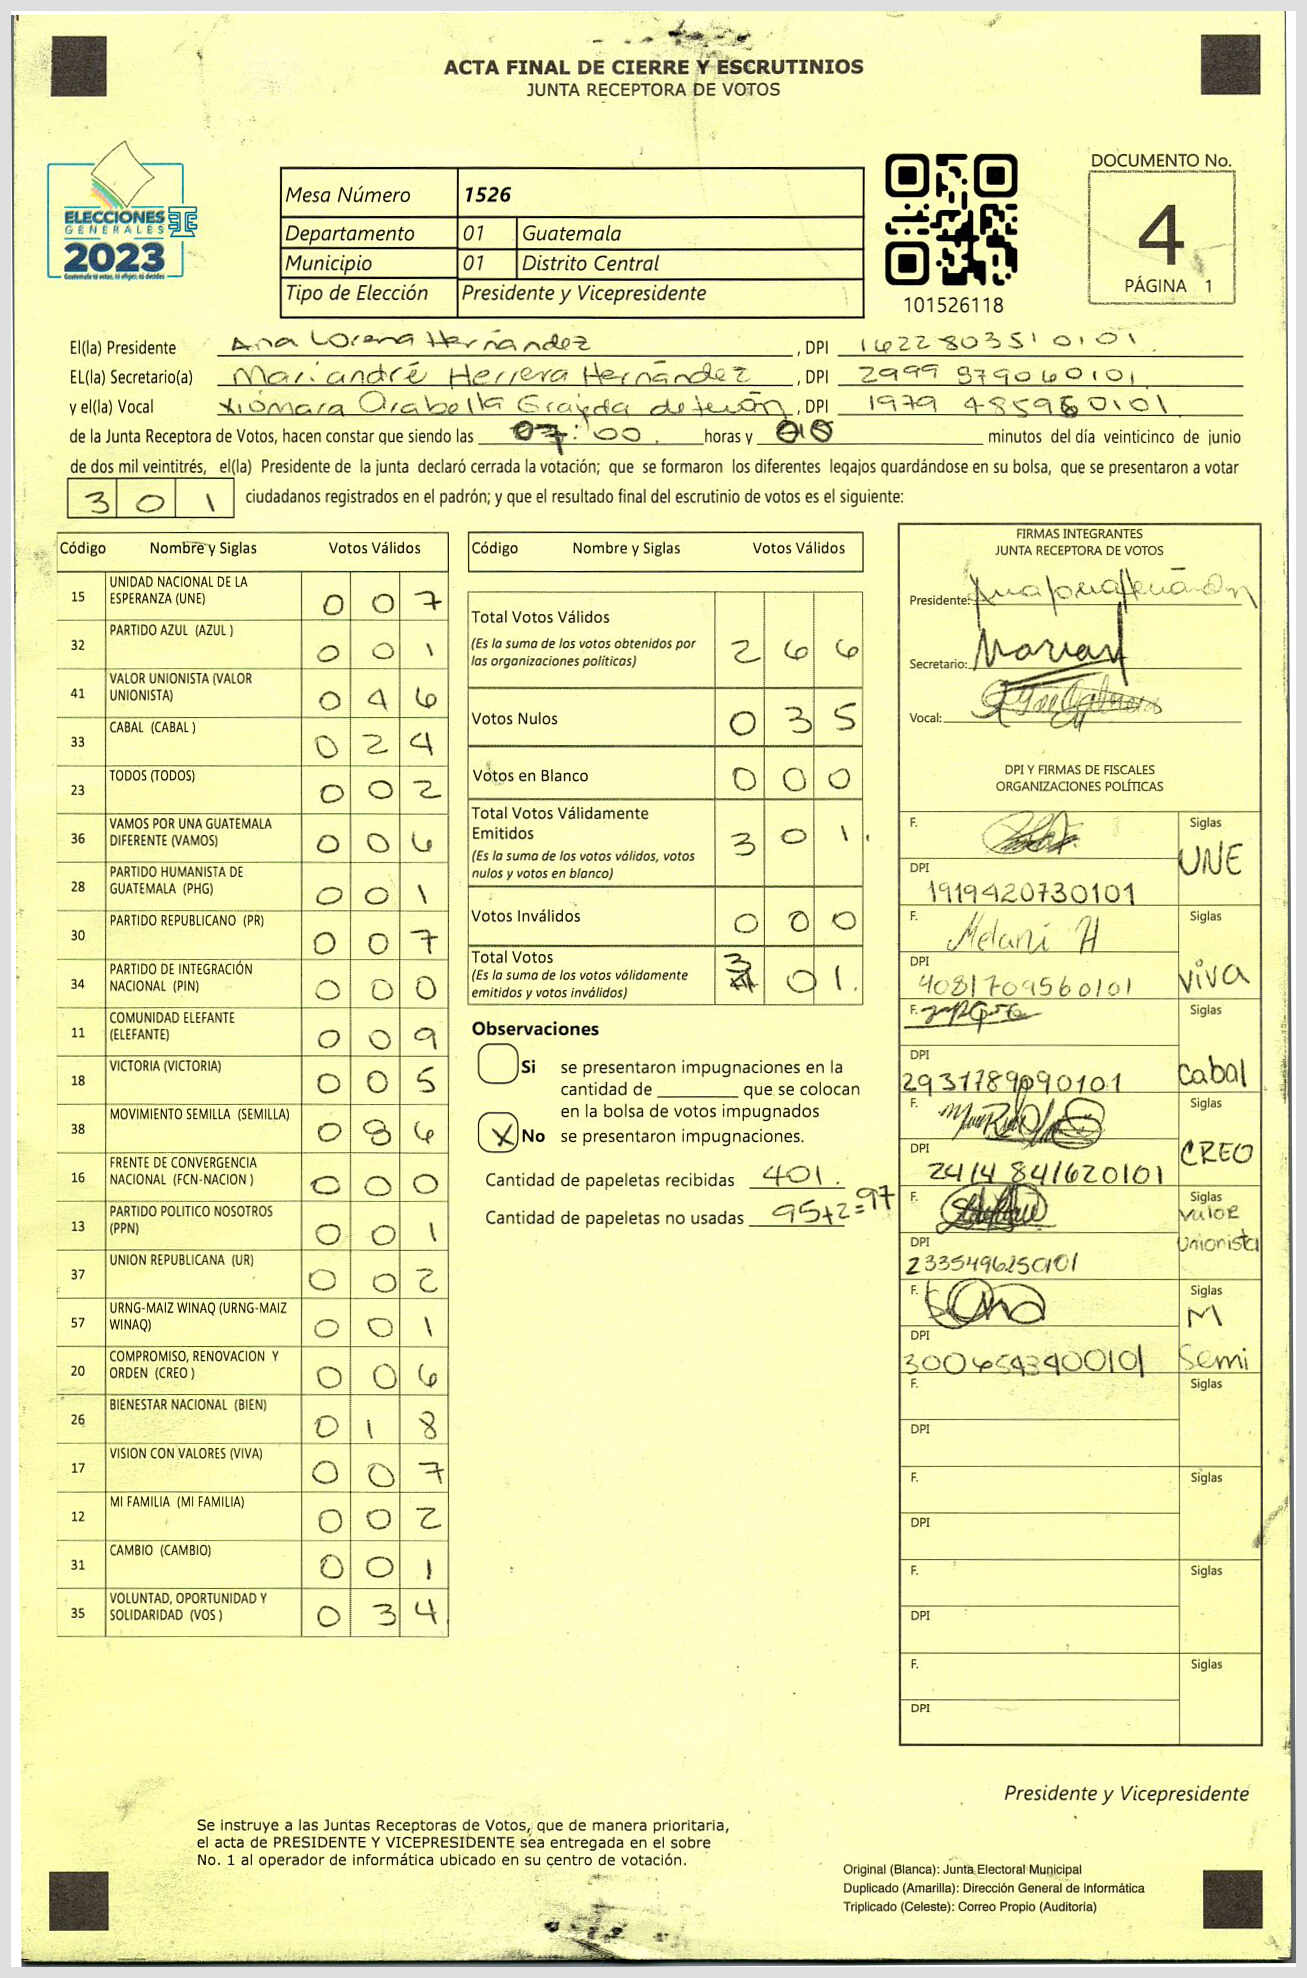 ACTA FINAL DE CIERRE Y ESCRUTINIOS
JUNTA RECEPTORA DE VOTOS
ELECCIONES
GENERALES
2023
Mesa Número 1526
Departamento 01 Guatemala
Municipio 01 Distrito Central
Tipo de Elección Presidente y Vicepresidente
101526118
DOCUMENTO No.
4
PÁGINA 1
El(la) Presidente Ana Lorena Hernández, DPI 1622803510101.
EL(la) Secretario(a) Mariandré Herrera Hernández, DPI 2999 979060101
y el(la) Vocal Xiomara Orabella de León, DPI 1979 485960101.
de la Junta Receptora de Votos, hacen constar que siendo las 07:00. horas y 00 minutos del día veinticinco de junio
de dos mil veintitrés, el(la) Presidente de la junta declaró cerrada la votación; que se formaron los diferentes legajos guardándose en su bolsa, que se presentaron a votar
301 ciudadanos registrados en el padrón; y que el resultado final del escrutinio de votos es el siguiente:
Código Nombre y Siglas Votos Válidos
15 UNIDAD NACIONAL DE LA ESPERANZA (UNE) 0 0 7
32 PARTIDO AZUL (AZUL ) 0 0 1
41 VALOR UNIONISTA (VALOR UNIONISTA) 0 4 6
33 CABAL (CABAL ) 0 2 4
23 TODOS (TODOS) 0 0 2
36 VAMOS POR UNA GUATEMALA DIFERENTE (VAMOS) 0 0 6
28 PARTIDO HUMANISTA DE GUATEMALA (PHG) 0 0 1
30 PARTIDO REPUBLICANO (PR) 0 0 7
34 PARTIDO DE INTEGRACIÓN NACIONAL (PIN) 0 0 0
11 COMUNIDAD ELEFANTE (ELEFANTE) 0 0 9
18 VICTORIA (VICTORIA) 0 0 5
38 MOVIMIENTO SEMILLA (SEMILLA) 0 8 6
16 FRENTE DE CONVERGENCIA NACIONAL (FCN-NACION ) 0 0 0
13 PARTIDO POLITICO NOSOTROS (PPN) 0 0 1
37 UNION REPUBLICANA (UR) 0 0 2
57 URNG-MAIZ WINAQ (URNG-MAIZ WINAQ) 0 0 1
20 COMPROMISO, RENOVACION Y ORDEN (CREO ) 0 0 6
26 BIENESTAR NACIONAL (BIEN) 0 1 8
17 VISION CON VALORES (VIVA) 0 0 7
12 MI FAMILIA (MI FAMILIA) 0 0 2
31 CAMBIO (CAMBIO) 0 0 1
35 VOLUNTAD, OPORTUNIDAD Y SOLIDARIDAD (VOS ) 0 3 4
Código Nombre y Siglas Votos Válidos
Total Votos Válidos 2 6 6
(Es la suma de los votos obtenidos por las organizaciones políticas)
Votos Nulos 0 3 5
Votos en Blanco 0 0 0
Total Votos Válidamente Emitidos 3 0 1.
(Es la suma de los votos válidos, votos nulos y votos en blanco)
Votos Inválidos 0 0 0
Total Votos 3 0 1.
(Es la suma de los votos válidamente emitidos y votos inválidos)
Observaciones
Si se presentaron impugnaciones en la
cantidad de ________ que se colocan
en la bolsa de votos impugnados
X No se presentaron impugnaciones.
Cantidad de papeletas recibidas 401.
Cantidad de papeletas no usadas 95+2=97
FIRMAS INTEGRANTES
JUNTA RECEPTORA DE VOTOS
Presidente:
Secretario:
Vocal:
DPI Y FIRMAS DE FISCALES
ORGANIZACIONES POLÍTICAS
F. Siglas UNE
DPI 1919420730101
F. Melani H Siglas viva
DPI 4081709560101
F. Siglas Cabal
DPI 2931789090101
F. Siglas CREO
DPI 2414 841620101
F. Siglas Valor Unionista
DPI 2335496250101
F. Siglas M Semi
DPI 3006543400101
F. Siglas
DPI
F. Siglas
DPI
F. Siglas
DPI
F. Siglas
DPI
Presidente y Vicepresidente
Se instruye a las Juntas Receptoras de Votos, que de manera prioritaria,
el acta de PRESIDENTE Y VICEPRESIDENTE sea entregada en el sobre
No. 1 al operador de informática ubicado en su centro de votación.
Original (Blanca): Junta Electoral Municipal
Duplicado (Amarilla): Dirección General de Informática
Triplicado (Celeste): Correo Propio (Auditoria)